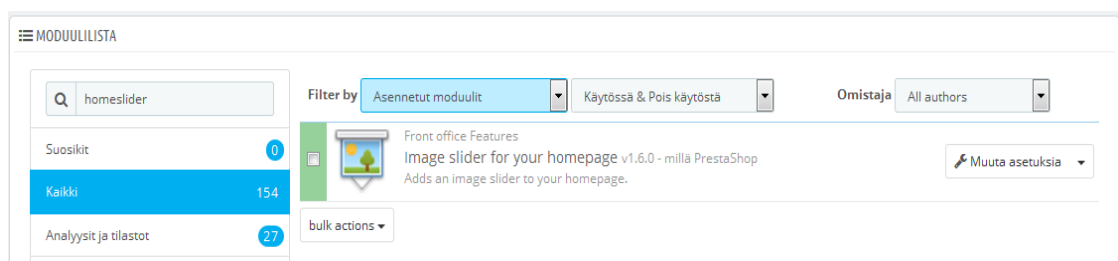 MODUULILISTA
homeslider
Filter by Asennetut moduulit Käytössä & Pois käytöstä Omistaja All authors
Suosikit 0
Kaikki 154
Analyysit ja tilastot 27
Front office Features
Image slider for your homepage v1.6.0 - millä PrestaShop
Adds an image slider to your homepage.
Muuta asetuksia
bulk actions